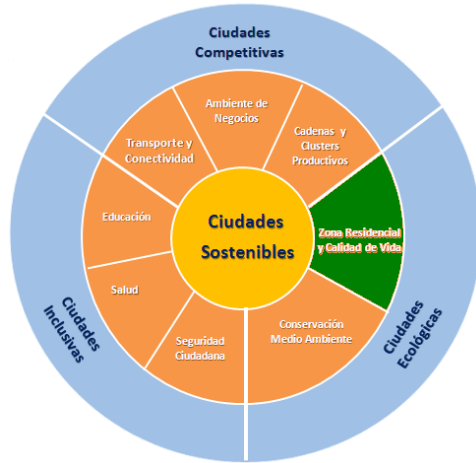 Ciudades
Competitivas
Ambiente de
Negocios
Cadenas y
Clusters
Productivos
Transporte y
Conectividad
Educación
Ciudades
Sostenibles
Zona Residencial
y Calidad de Vida
Salud
Seguridad
Ciudadana
Conservación
Medio Ambiente
Ciudades
Inclusivas
Ciudades
Ecológicas